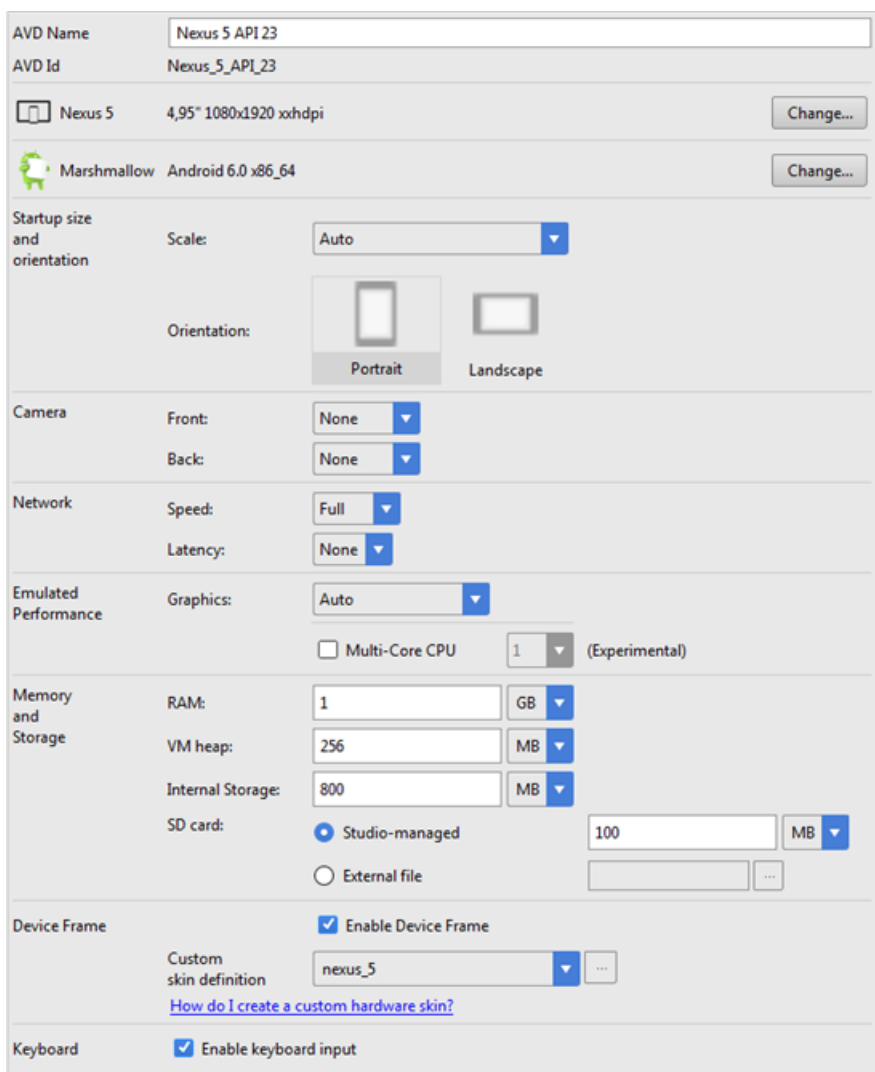 AVD Name Nexus 5 API 23
AVD Id Nexus_5_API_23
Nexus 5 4,95" 1080x1920 xxhdpi Change...
Marshmallow Android 6.0 x86_64 Change...
Startup size
and
orientation
Scale: Auto
Orientation:
Portrait Landscape
Camera Front: None
Back: None
Network Speed: Full
Latency: None
Emulated
Performance
Graphics: Auto
Multi-Core CPU 1 (Experimental)
Memory
and
Storage
RAM: 1 GB
VM heap: 256 MB
Internal Storage: 800 MB
SD card: Studio-managed 100 MB
External file ...
Device Frame Enable Device Frame
Custom
skin definition nexus_5 ...
How do I create a custom hardware skin?
Keyboard Enable keyboard input